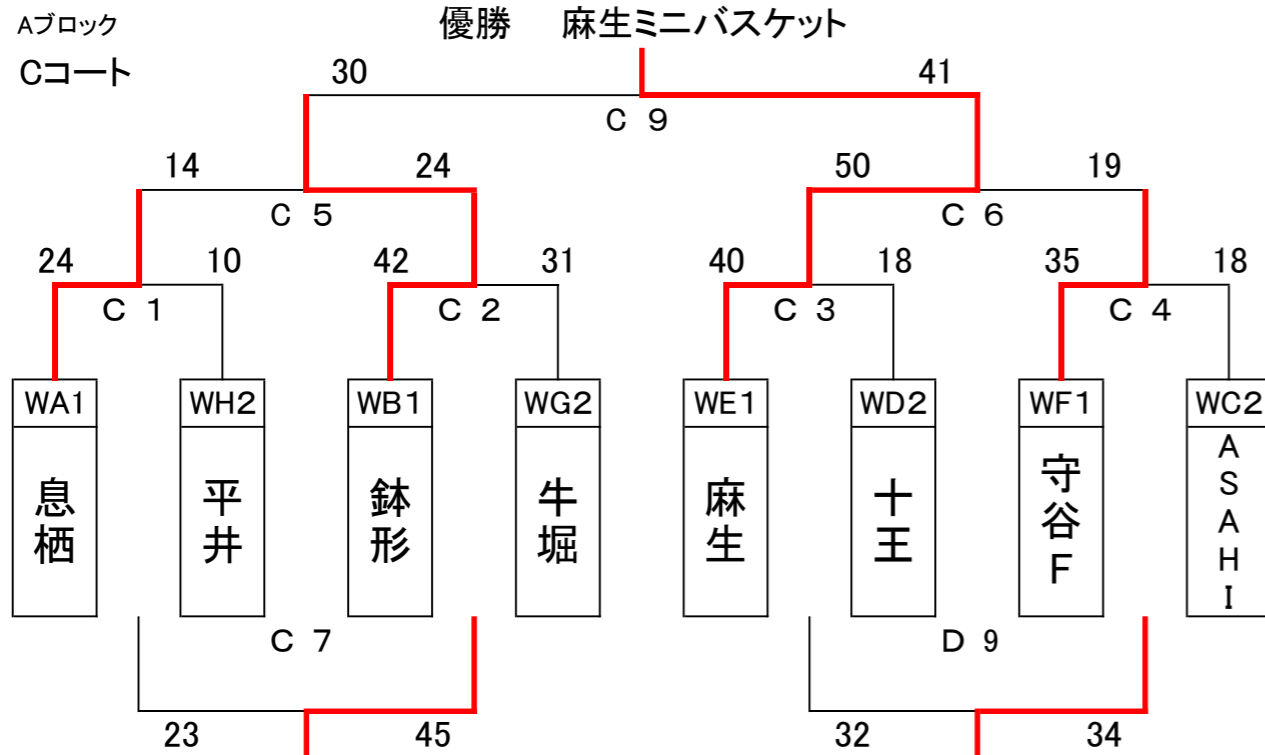 Aブロック
優勝 麻生ミニバスケット
Cコート
30 41
C 9
14 24 50 19
C 5 C 6
24 10 42 31 40 18 35 18
C 1 C 2 C 3 C 4
WA1 WH2 WB1 WG2 WE1 WD2 WF1 WC2
息栖 平井 鉢形 牛堀 麻生 十王 守谷F ASAHI
C 7 D 9
23 45 32 34